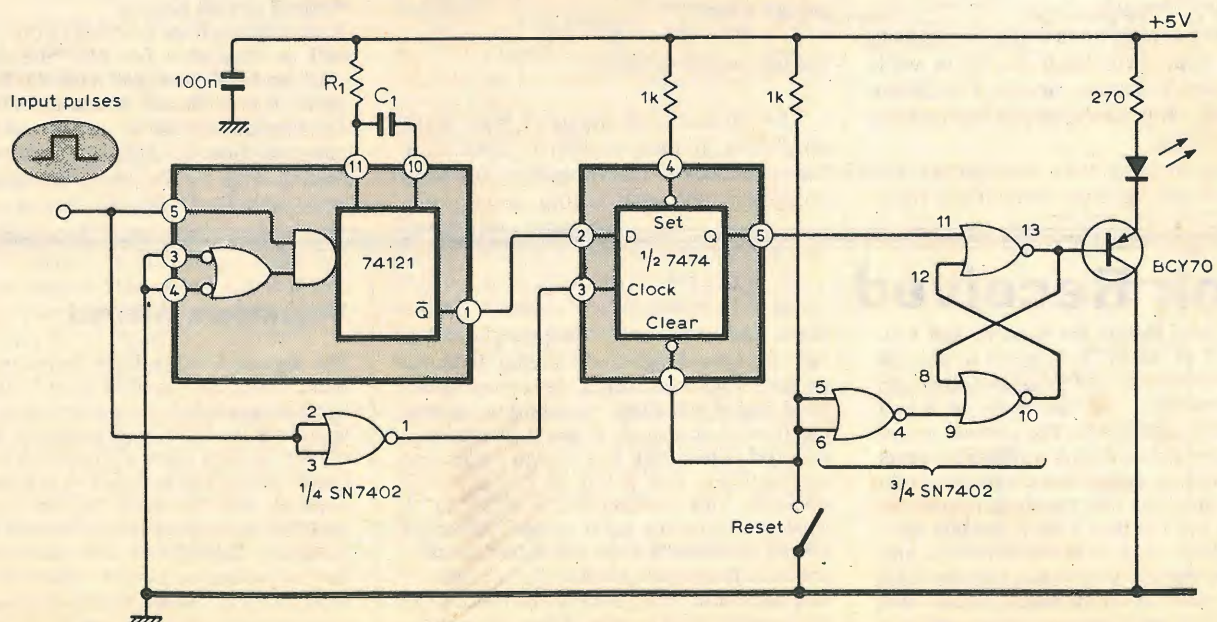 +5V
100n
R1
C1
1k
1k
270
Input pulses
11
10
4
5
3
4
74121
Q̄
1
2
3
D
Set
Q
1/2 7474
Clock
Clear
5
1
11
12
13
BCY70
8
9
10
5
6
4
2
3
1
1/4 SN7402
3/4 SN7402
Reset